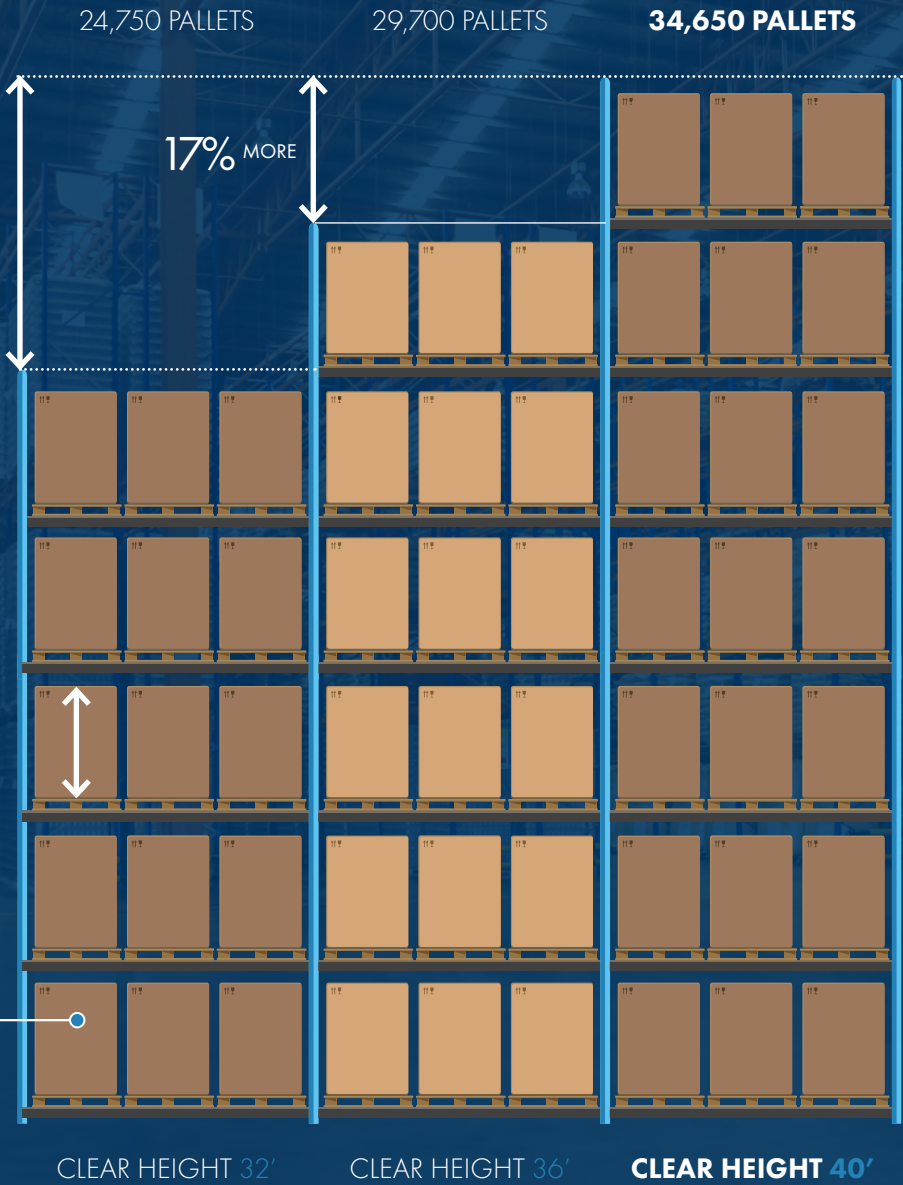 24,750 PALLETS
29,700 PALLETS
34,650 PALLETS
17% MORE
CLEAR HEIGHT 32'
CLEAR HEIGHT 36'
CLEAR HEIGHT 40'